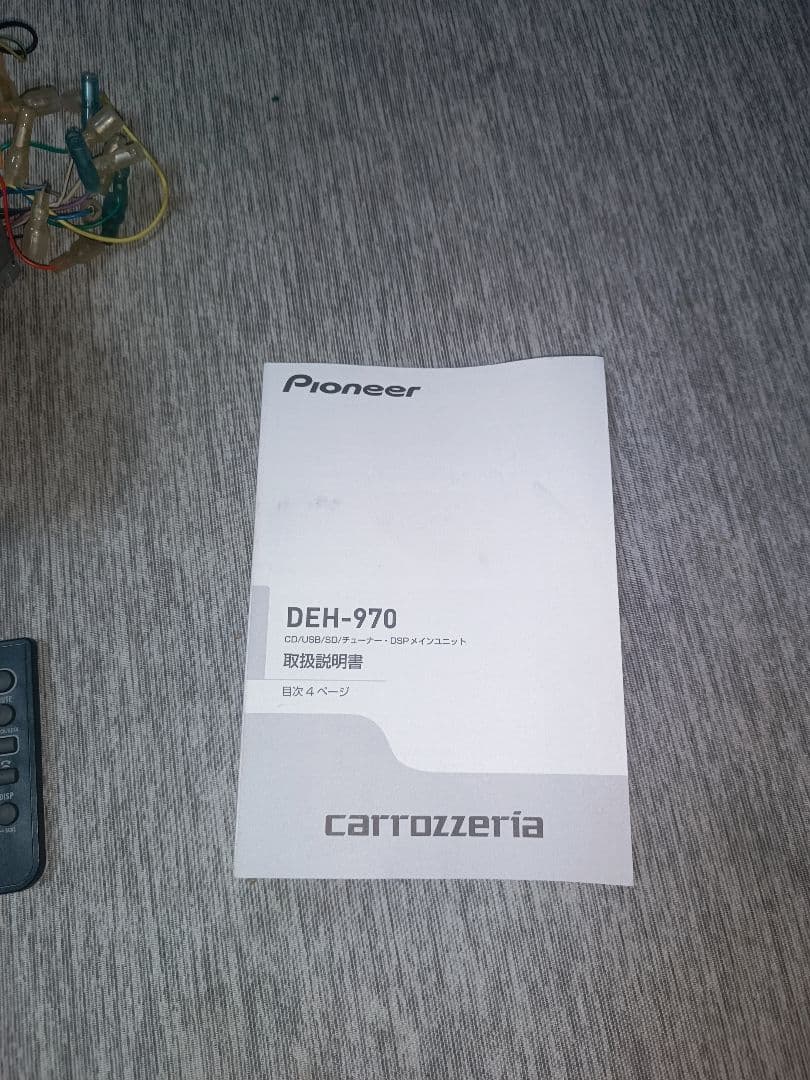 Pioneer
DEH-970
CD/USB/SD/チューナー・DSPメインユニット
取扱説明書
目次4ページ
carrozzeria
DISP